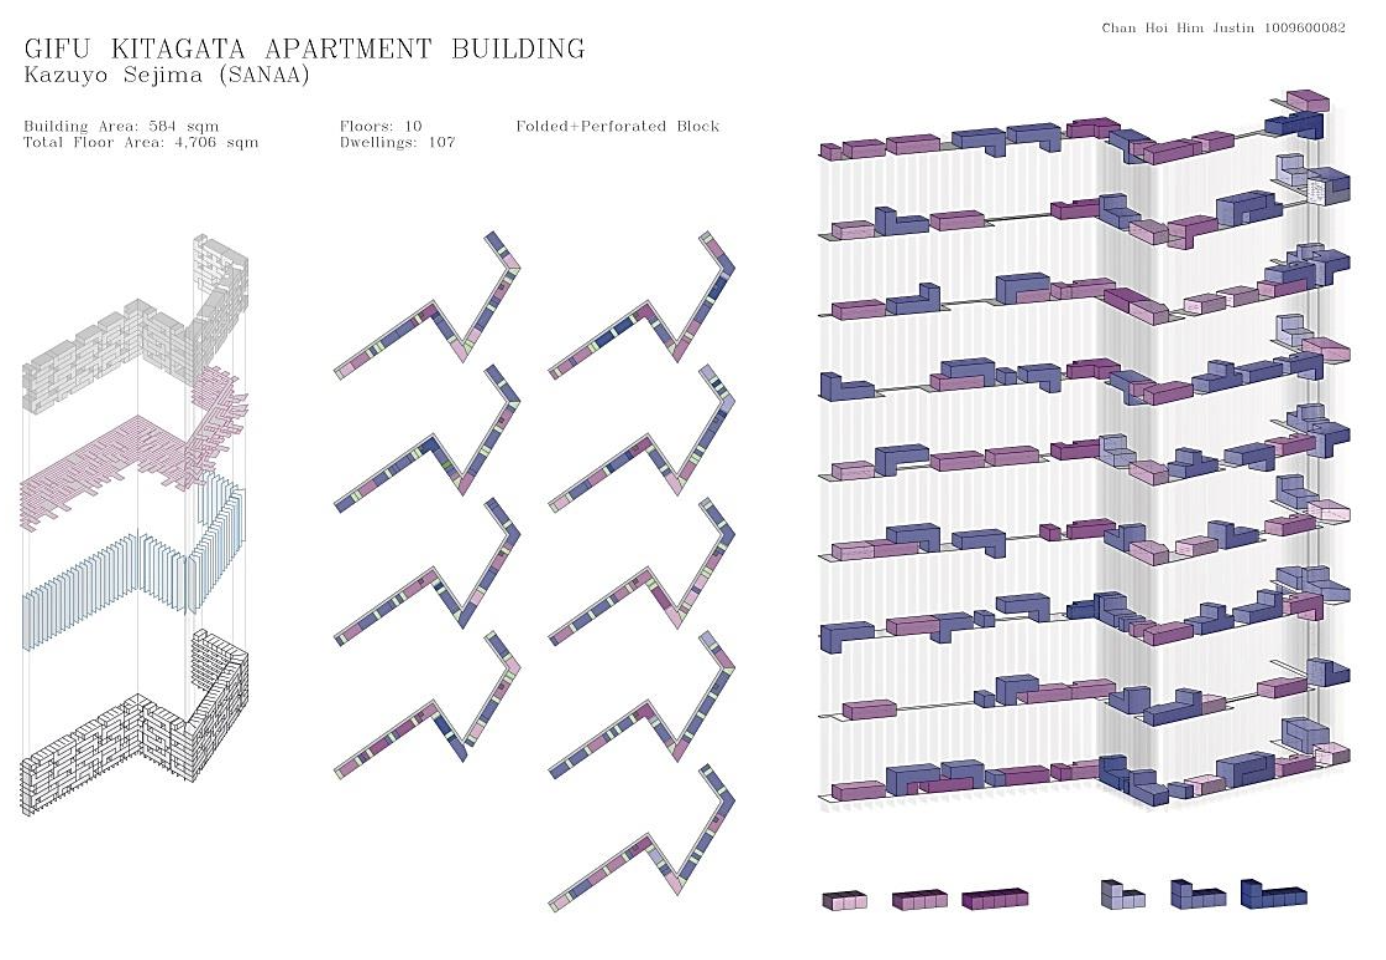 Chan Hoi Him Justin 1009600082
GIFU KITAGATA APARTMENT BUILDING
Kazuyo Sejima (SANAA)
Building Area: 584 sqm
Total Floor Area: 4,706 sqm
Floors: 10
Dwellings: 107
Folded+Perforated Block